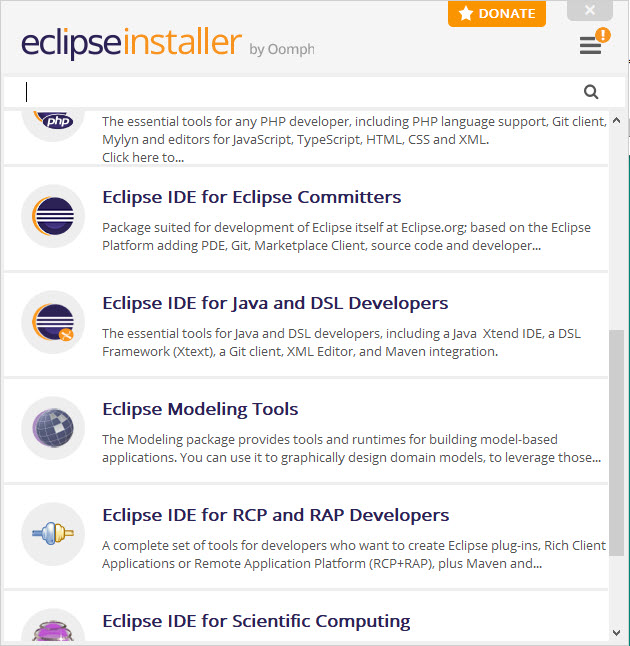 DONATE
eclipseinstaller by Oomph
!
php
The essential tools for any PHP developer, including PHP language support, Git client,
Mylyn and editors for JavaScript, TypeScript, HTML, CSS and XML.
Click here to...
Eclipse IDE for Eclipse Committers
Package suited for development of Eclipse itself at Eclipse.org; based on the Eclipse
Platform adding PDE, Git, Marketplace Client, source code and developer...
Eclipse IDE for Java and DSL Developers
The essential tools for Java and DSL developers, including a Java  Xtend IDE, a DSL
Framework (Xtext), a Git client, XML Editor, and Maven integration.
Eclipse Modeling Tools
The Modeling package provides tools and runtimes for building model-based
applications. You can use it to graphically design domain models, to leverage those...
Eclipse IDE for RCP and RAP Developers
A complete set of tools for developers who want to create Eclipse plug-ins, Rich Client
Applications or Remote Application Platform (RCP+RAP), plus Maven and...
Eclipse IDE for Scientific Computing